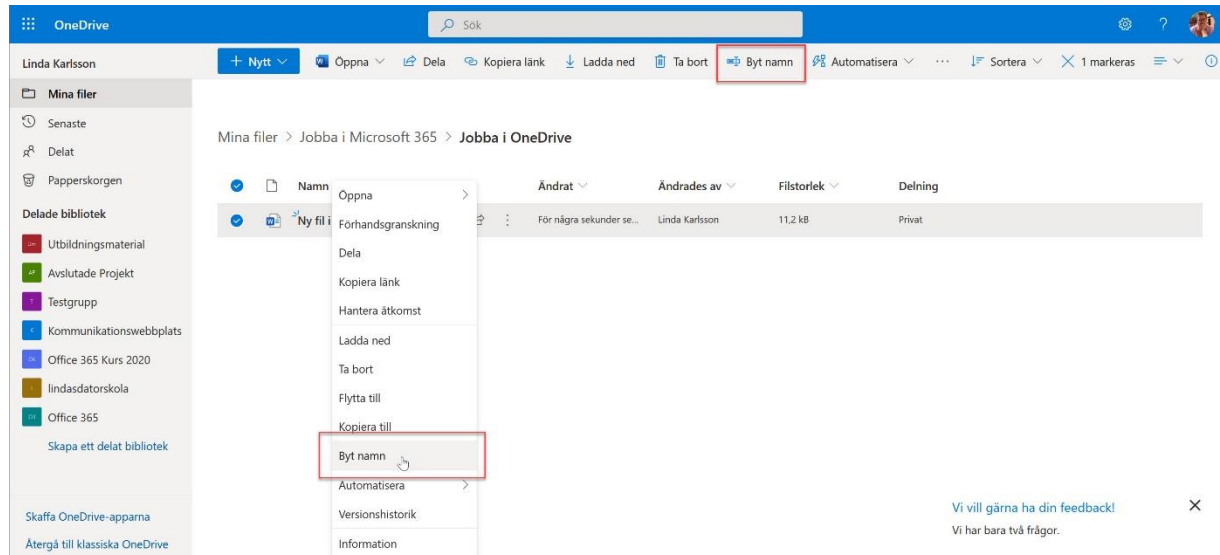 OneDrive
Sök
?
Linda Karlsson
Nytt
Öppna
Dela
Kopiera länk
Ladda ned
Ta bort
Byt namn
Automatisera
...
Sortera
1 markeras
Mina filer
Senaste
Delat
Papperskorgen
Delade bibliotek
Utbildningsmaterial
Avslutade Projekt
Testgrupp
Kommunikationswebbplats
Office 365 Kurs 2020
lindasdatorskola
Office 365
Skapa ett delat bibliotek
Skaffa OneDrive-apparna
Återgå till klassiska OneDrive
Mina filer > Jobba i Microsoft 365 > Jobba i OneDrive
Namn
Ändrat
Ändrades av
Filstorlek
Delning
Ny fil i
För några sekunder se...
Linda Karlsson
11,2 kB
Privat
Öppna
Förhandsgranskning
Dela
Kopiera länk
Hantera åtkomst
Ladda ned
Ta bort
Flytta till
Kopiera till
Byt namn
Automatisera
Versionshistorik
Information
Vi vill gärna ha din feedback!
Vi har bara två frågor.